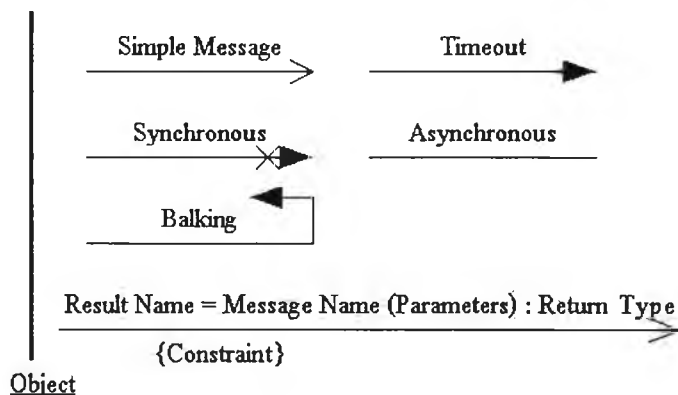 Simple Message
Timeout
Synchronous
Asynchronous
Balking
Result Name = Message Name (Parameters) : Return Type
{Constraint}
Object